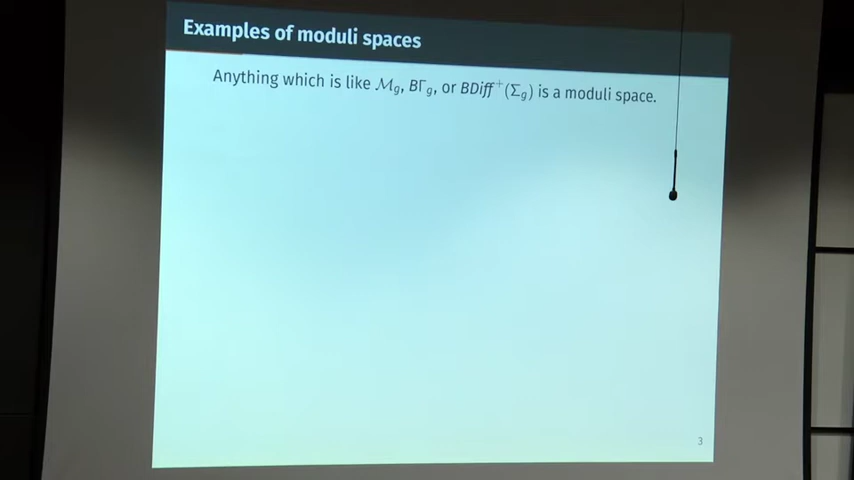 Examples of moduli spaces
Anything which is like ℳ_g, BΓ_g, or BDiff⁺(Σ_g) is a moduli space.
3